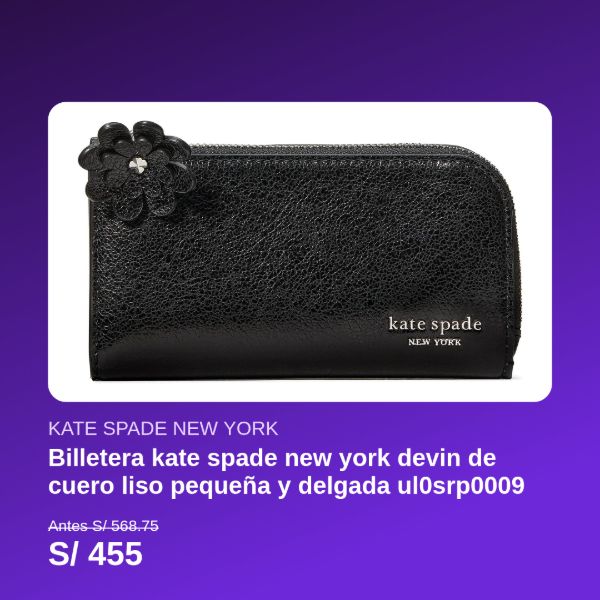 kate spade
NEW YORK
KATE SPADE NEW YORK
Billetera kate spade new york devin de
cuero liso pequeña y delgada ul0srp0009
Antes S/ 568.75
S/ 455